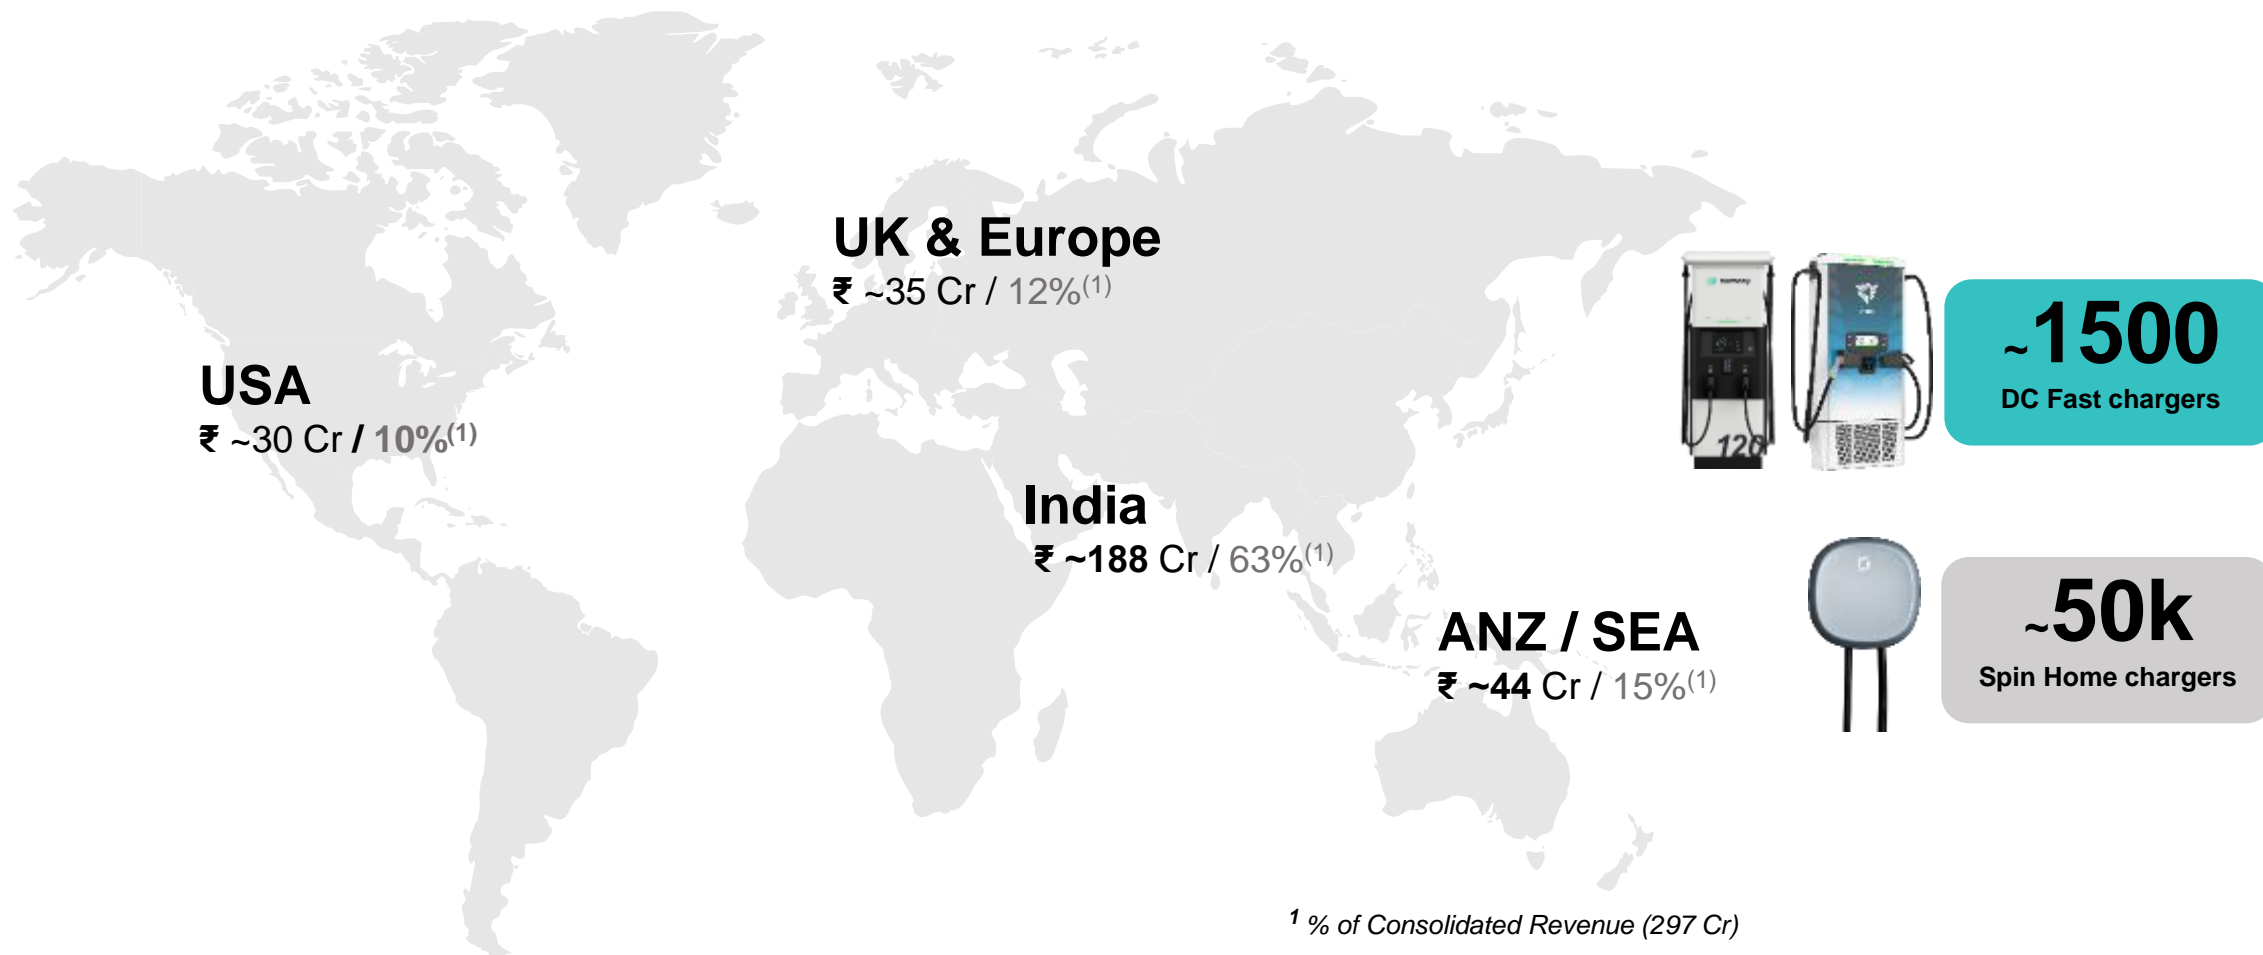 UK & Europe
₹ ~35 Cr / 12%(1)
USA
₹ ~30 Cr / 10%(1)
India
₹ ~188 Cr / 63%(1)
ANZ / SEA
₹ ~44 Cr / 15%(1)
~1500
DC Fast chargers
120
~50k
Spin Home chargers
1 % of Consolidated Revenue (297 Cr)